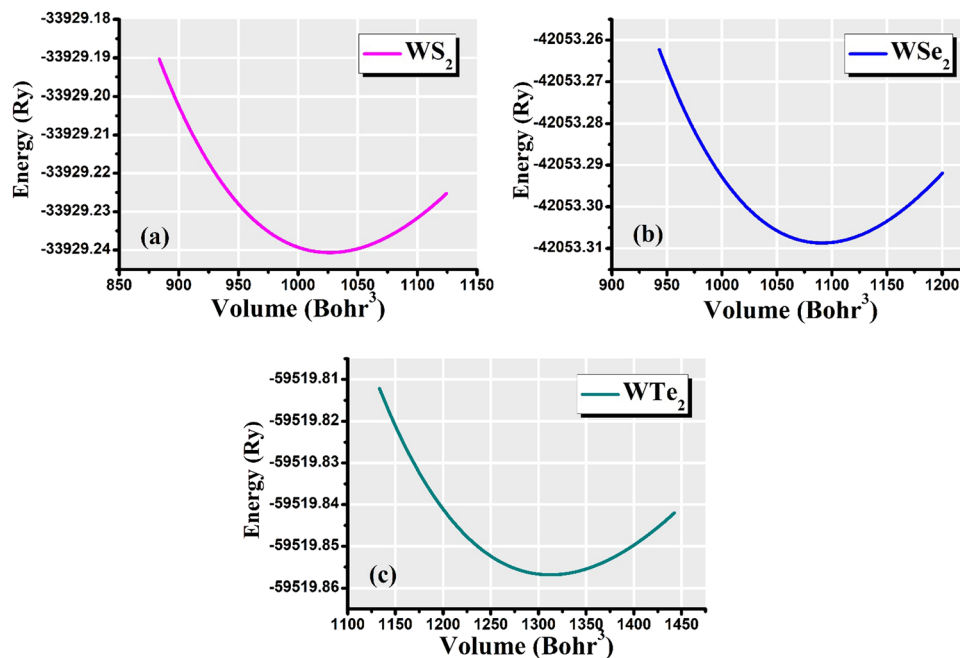 -33929.18
-33929.19
-33929.20
-33929.21
-33929.22
-33929.23
-33929.24
Energy (Ry)
WS₂
(a)
850 900 950 1000 1050 1100 1150
Volume (Bohr³)
-42053.26
-42053.27
-42053.28
-42053.29
-42053.30
-42053.31
Energy (Ry)
WSe₂
(b)
900 950 1000 1050 1100 1150 1200
Volume (Bohr³)
-59519.81
-59519.82
-59519.83
-59519.84
-59519.85
-59519.86
Energy (Ry)
WTe₂
(c)
1100 1150 1200 1250 1300 1350 1400 1450
Volume (Bohr³)